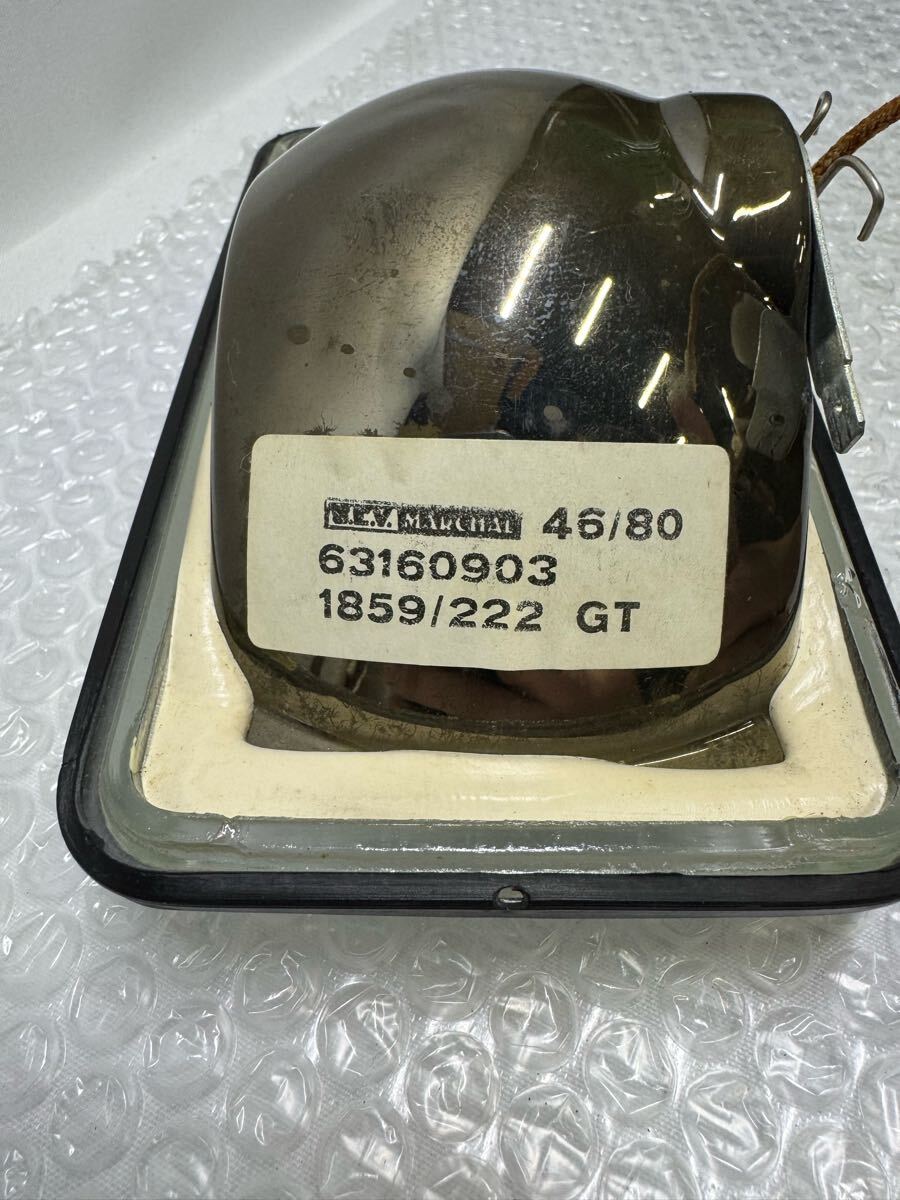 S.E.V. MARCHAL 46/80
63160903
1859/222 GT